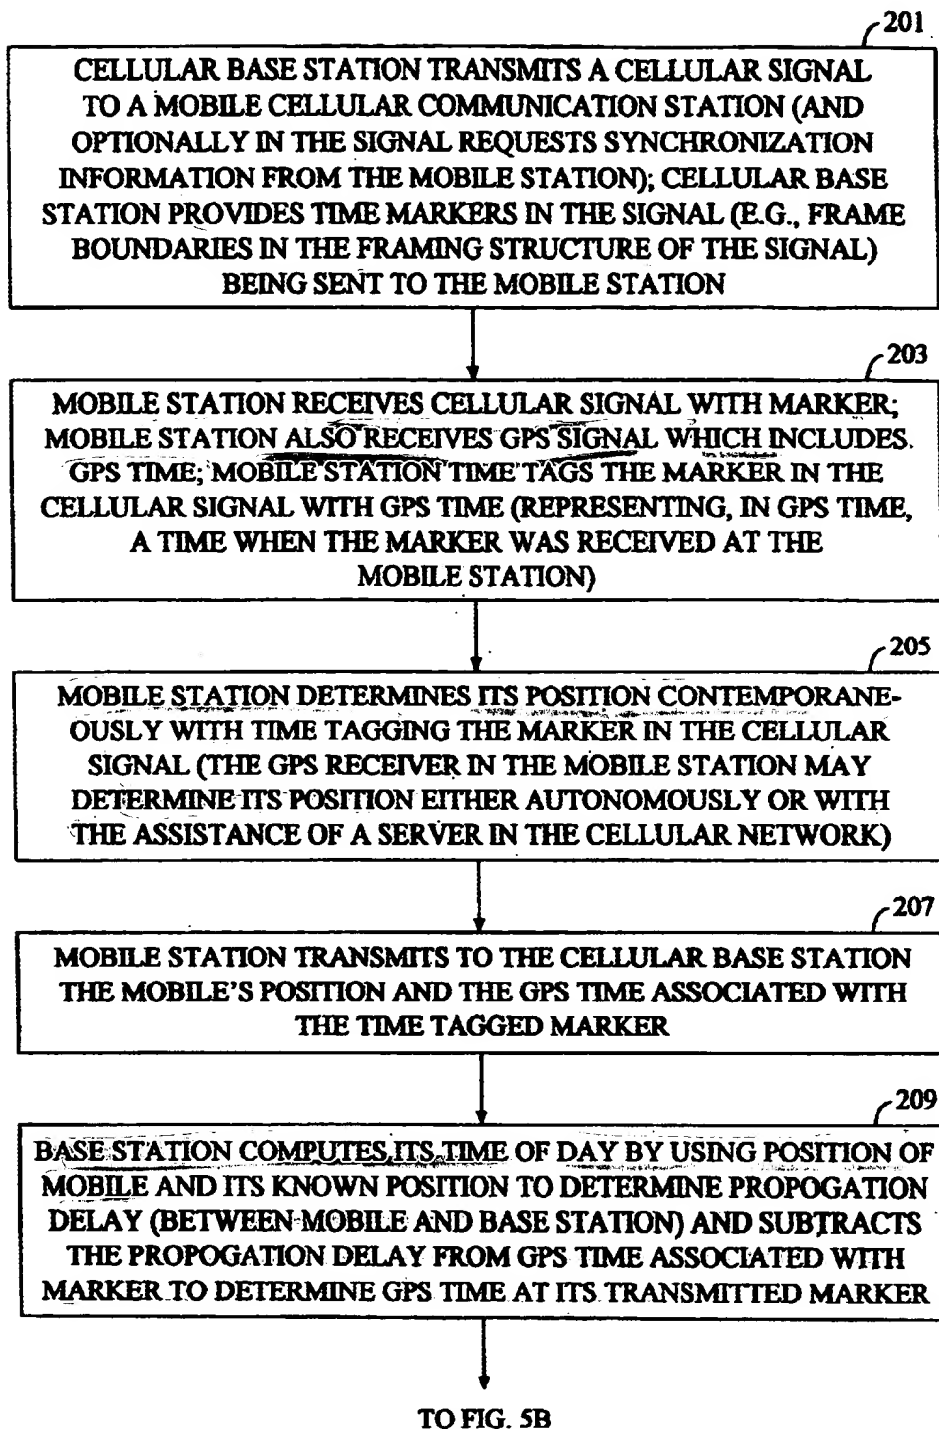 201
CELLULAR BASE STATION TRANSMITS A CELLULAR SIGNAL
TO A MOBILE CELLULAR COMMUNICATION STATION (AND
OPTIONALLY IN THE SIGNAL REQUESTS SYNCHRONIZATION
INFORMATION FROM THE MOBILE STATION); CELLULAR BASE
STATION PROVIDES TIME MARKERS IN THE SIGNAL (E.G., FRAME
BOUNDARIES IN THE FRAMING STRUCTURE OF THE SIGNAL)
BEING SENT TO THE MOBILE STATION
203
MOBILE STATION RECEIVES CELLULAR SIGNAL WITH MARKER;
MOBILE STATION ALSO RECEIVES GPS SIGNAL WHICH INCLUDES
GPS TIME; MOBILE STATION TIME TAGS THE MARKER IN THE
CELLULAR SIGNAL WITH GPS TIME (REPRESENTING, IN GPS TIME,
A TIME WHEN THE MARKER WAS RECEIVED AT THE
MOBILE STATION)
205
MOBILE STATION DETERMINES ITS POSITION CONTEMPORANE-
OUSLY WITH TIME TAGGING THE MARKER IN THE CELLULAR
SIGNAL (THE GPS RECEIVER IN THE MOBILE STATION MAY
DETERMINE ITS POSITION EITHER AUTONOMOUSLY OR WITH
THE ASSISTANCE OF A SERVER IN THE CELLULAR NETWORK)
207
MOBILE STATION TRANSMITS TO THE CELLULAR BASE STATION
THE MOBILE'S POSITION AND THE GPS TIME ASSOCIATED WITH
THE TIME TAGGED MARKER
209
BASE STATION COMPUTES ITS TIME OF DAY BY USING POSITION OF
MOBILE AND ITS KNOWN POSITION TO DETERMINE PROPOGATION
DELAY (BETWEEN MOBILE AND BASE STATION) AND SUBTRACTS
THE PROPOGATION DELAY FROM GPS TIME ASSOCIATED WITH
MARKER TO DETERMINE GPS TIME AT ITS TRANSMITTED MARKER
TO FIG. 5B